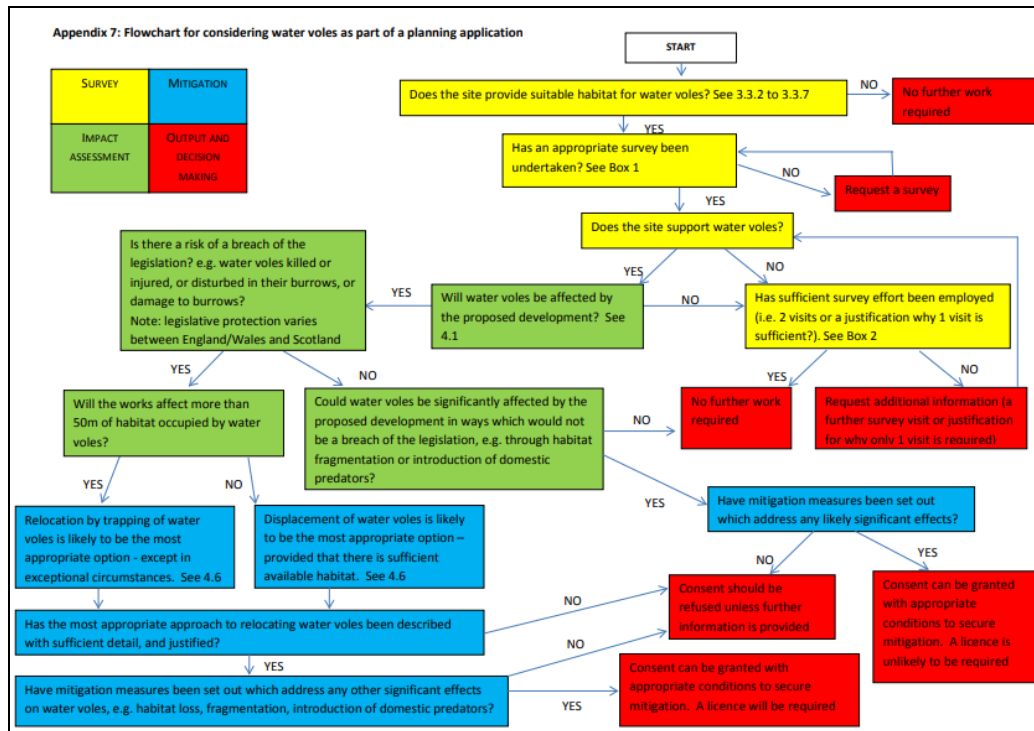 Appendix 7: Flowchart for considering water voles as part of a planning application
START
SURVEY
MITIGATION
IMPACT
ASSESSMENT
OUTPUT AND
DECISION
MAKING
Does the site provide suitable habitat for water voles? See 3.3.2 to 3.3.7
NO
No further work
required
YES
Has an appropriate survey been
undertaken? See Box 1
NO
Request a survey
YES
Does the site support water voles?
YES
NO
Is there a risk of a breach of the
legislation? e.g. water voles killed or
injured, or disturbed in their burrows, or
damage to burrows?
Note: legislative protection varies
between England/Wales and Scotland
YES
Will water voles be affected by
the proposed development? See
4.1
NO
Has sufficient survey effort been employed
(i.e. 2 visits or a justification why 1 visit is
sufficient?). See Box 2
YES
NO
YES
NO
Will the works affect more than
50m of habitat occupied by water
voles?
Could water voles be significantly affected by the
proposed development in ways which would not
be a breach of the legislation, e.g. through habitat
fragmentation or introduction of domestic
predators?
NO
No further work
required
Request additional information (a
further survey visit or justification
for why only 1 visit is required)
YES
NO
YES
Have mitigation measures been set out
which address any likely significant effects?
Relocation by trapping of water
voles is likely to be the most
appropriate option - except in
exceptional circumstances. See 4.6
Displacement of water voles is likely
to be the most appropriate option –
provided that there is sufficient
available habitat. See 4.6
NO
YES
Consent should be
refused unless further
information is provided
Consent can be granted
with appropriate
conditions to secure
mitigation. A licence is
unlikely to be required
Has the most appropriate approach to relocating water voles been described
with sufficient detail, and justified?
NO
YES
NO
Have mitigation measures been set out which address any other significant effects
on water voles, e.g. habitat loss, fragmentation, introduction of domestic predators?
YES
Consent can be granted with
appropriate conditions to secure
mitigation. A licence will be required